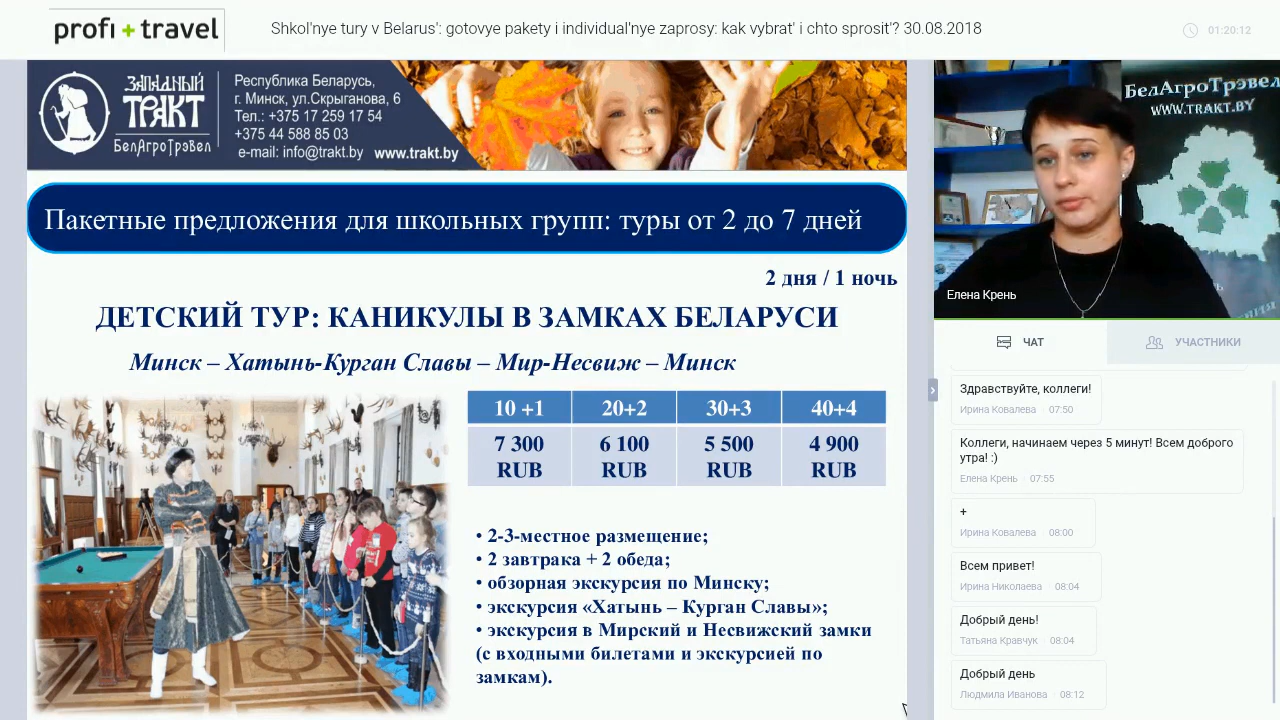 profi + travel
Shkol'nye tury v Belarus': gotovye pakety i individual'nye zaprosy: kak vybrat' i chto sprosit'? 30.08.2018
01:20:12
ЗАПАДНЫЙ
ТРАКТ
БелАгроТрэвел
Республика Беларусь,
г. Минск, ул.Скрыганова, 6
Тел.: +375 17 259 17 54
+375 44 588 85 03
e-mail: info@trakt.by www.trakt.by
Пакетные предложения для школьных групп: туры от 2 до 7 дней
2 дня / 1 ночь
ДЕТСКИЙ ТУР: КАНИКУЛЫ В ЗАМКАХ БЕЛАРУСИ
Минск – Хатынь-Курган Славы – Мир-Несвиж – Минск
10 +1 20+2 30+3 40+4
7 300 6 100 5 500 4 900
RUB RUB RUB RUB
• 2-3-местное размещение;
• 2 завтрака + 2 обеда;
• обзорная экскурсия по Минску;
• экскурсия «Хатынь – Курган Славы»;
• экскурсия в Мирский и Несвижский замки
(с входными билетами и экскурсией по
замкам).
БелАгроТрэвел
WWW.TRAKT.BY
Елена Крень
ЧАТ
УЧАСТНИКИ
Здравствуйте, коллеги!
Ирина Ковалева · 07:50
Коллеги, начинаем через 5 минут! Всем доброго
утра! :)
Елена Крень · 07:55
+
Ирина Ковалева · 08:00
Всем привет!
Ирина Николаева · 08:04
Добрый день!
Татьяна Кравчук · 08:04
Добрый день
Людмила Иванова · 08:12